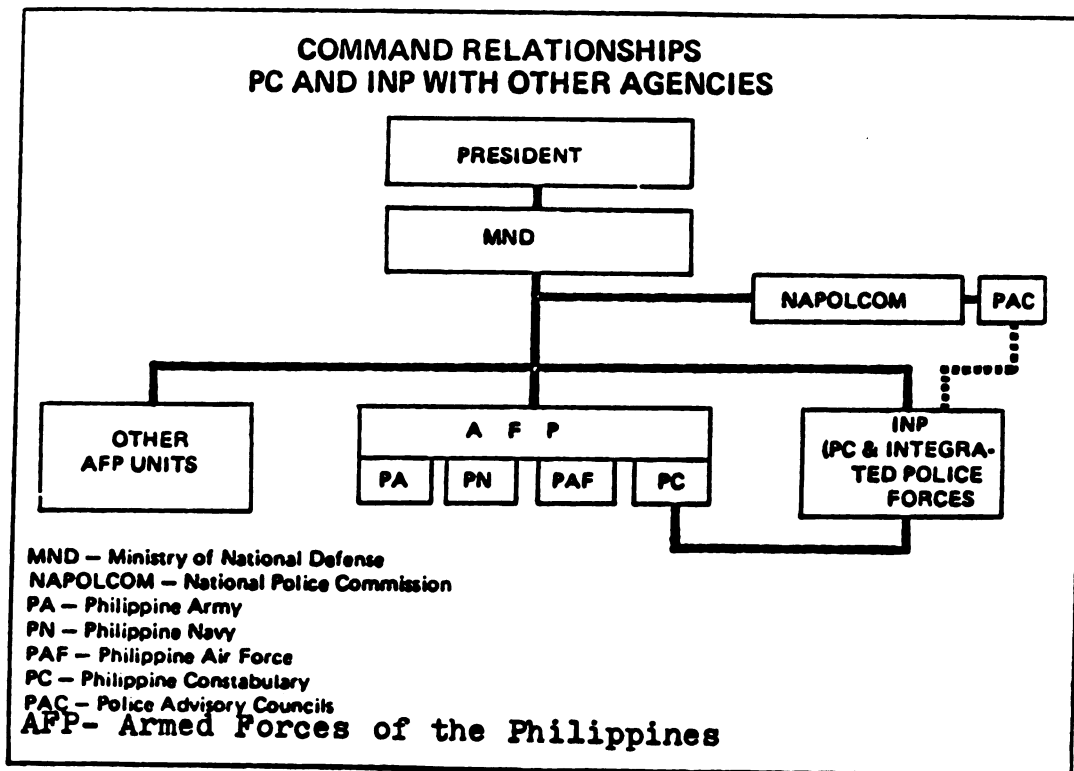 COMMAND RELATIONSHIPS
PC AND INP WITH OTHER AGENCIES
PRESIDENT
MND
NAPOLCOM
PAC
OTHER
AFP UNITS
A F P
PA
PN
PAF
PC
INP
(PC & INTEGRA-
TED POLICE
FORCES
MND — Ministry of National Defense
NAPOLCOM — National Police Commission
PA — Philippine Army
PN — Philippine Navy
PAF — Philippine Air Force
PC — Philippine Constabulary
PAC — Police Advisory Councils
AFP- Armed Forces of the Philippines